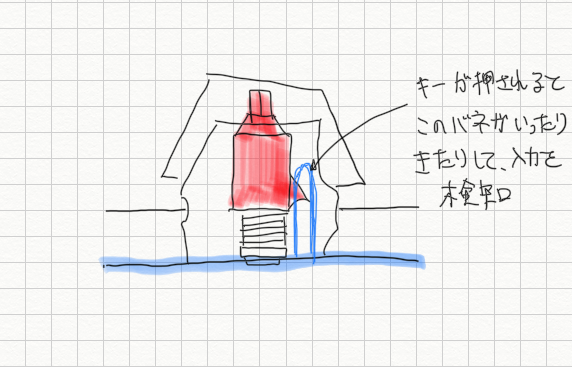 キーが押されると
このバネがいったり
きたりして、入力を
検知